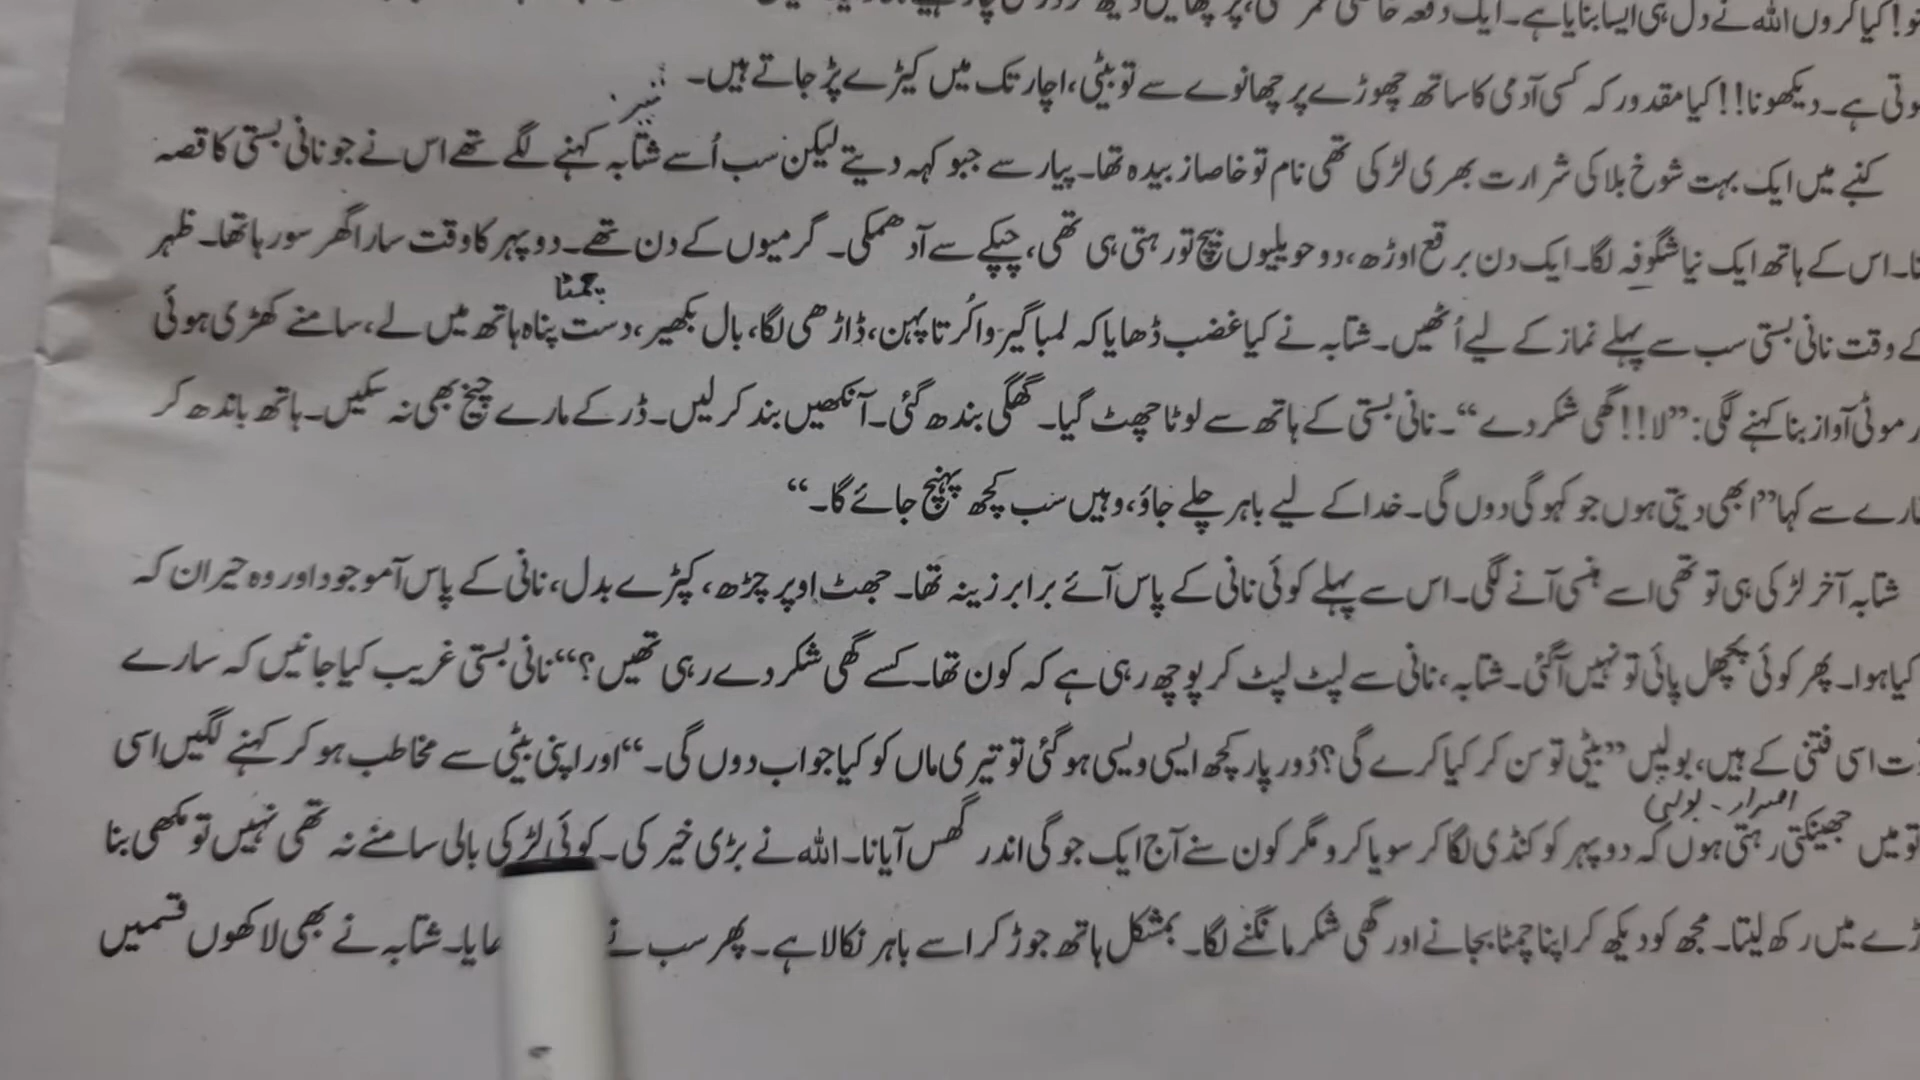 نو! کیا کروں اللہ نے دل ہی ایسا بنایا ہے۔ ایک دفعہ
وتی ہے۔ دیکھو نا!! کیا مقدور کہ کسی آدمی کا ساتھ چھوڑے پر چھانوے سے تو بیٹی، اچار تک میں کیڑے پڑ جاتے ہیں۔
کنبے میں ایک بہت شوخ بلا کی شرارت بھری لڑکی تھی نام تو خاصا زبیدہ تھا۔ پیار سے جبو کہہ دیتے لیکن سب اُسے شتابہ کہنے لگے تھے اس نے جو نانی بستی کا قصہ
نا۔ اس کے ہاتھ ایک نیا شگوفہ لگا۔ ایک دن برقع اوڑھ، دو حویلیوں بیچ تو رہتی ہی تھی، چپکے سے آدھمکی۔ گرمیوں کے دن تھے۔ دوپہر کا وقت سارا گھر سو رہا تھا۔ ظہر
چمٹا
کے وقت نانی بستی سب سے پہلے نماز کے لیے اُٹھیں۔ شتابہ نے کیا غضب ڈھایا کہ لمبا گیروا کُرتا پہن، ڈاڑھی لگا، بال بکھیر، دست پناہ ہاتھ میں لے، سامنے کھڑی ہوئی
ر موٹی آواز بنا کہنے لگی: ”لا!! گھی شکر دے“۔ نانی بستی کے ہاتھ سے لوٹا چھٹ گیا۔ گھگی بندھ گئی۔ آنکھیں بند کر لیں۔ ڈر کے مارے چیخ بھی نہ سکیں۔ ہاتھ باندھ کر
مارے سے کہا ”ابھی دیتی ہوں جو کہو گی دوں گی۔ خدا کے لیے باہر چلے جاؤ، وہیں سب کچھ پہنچ جائے گا۔“
شتابہ آخر لڑکی ہی تو تھی اسے ہنسی آنے لگی۔ اس سے پہلے کوئی نانی کے پاس آئے برابر زینہ تھا۔ جھٹ اوپر چڑھ، کپڑے بدل، نانی کے پاس آموجود اور وہ حیران کہ
کیا ہوا۔ پھر کوئی پچھل پائی تو نہیں آگئی۔ شتابہ، نانی سے لپٹ لپٹ کر پوچھ رہی ہے کہ کون تھا۔ کسے گھی شکر دے رہی تھیں؟“ نانی بستی غریب کیا جانیں کہ سارے
ت اسی فتنی کے ہیں، بولیں ”بیٹی تو سن کر کیا کرے گی؟ دُور پار کچھ ایسی ویسی ہو گئی تو تیری ماں کو کیا جواب دوں گی۔“ اور اپنی بیٹی سے مخاطب ہو کر کہنے لگیں اسی
تو میں جھینکتی رہتی ہوں کہ دوپہر کو کنڈی لگا کر سویا کرو مگر کون سنے آج ایک جوگی اندر گھس آیا نا۔ اللہ نے بڑی خیر کی۔ کوئی لڑکی بالی سامنے نہ تھی نہیں تو مکھی بنا
ڑے میں رکھ لیتا۔ مجھ کو دیکھ کر اپنا چمٹا بجانے اور گھی شکر مانگنے لگا۔ بمشکل ہاتھ جوڑ کر اسے باہر نکالا ہے۔ پھر سب نے شتابہ نے بھی لاکھوں قسمیں